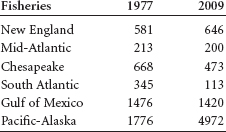 Fisheries 1977 2009
New England 581 646
Mid-Atlantic 213 200
Chesapeake 668 473
South Atlantic 345 113
Gulf of Mexico 1476 1420
Pacific-Alaska 1776 4972